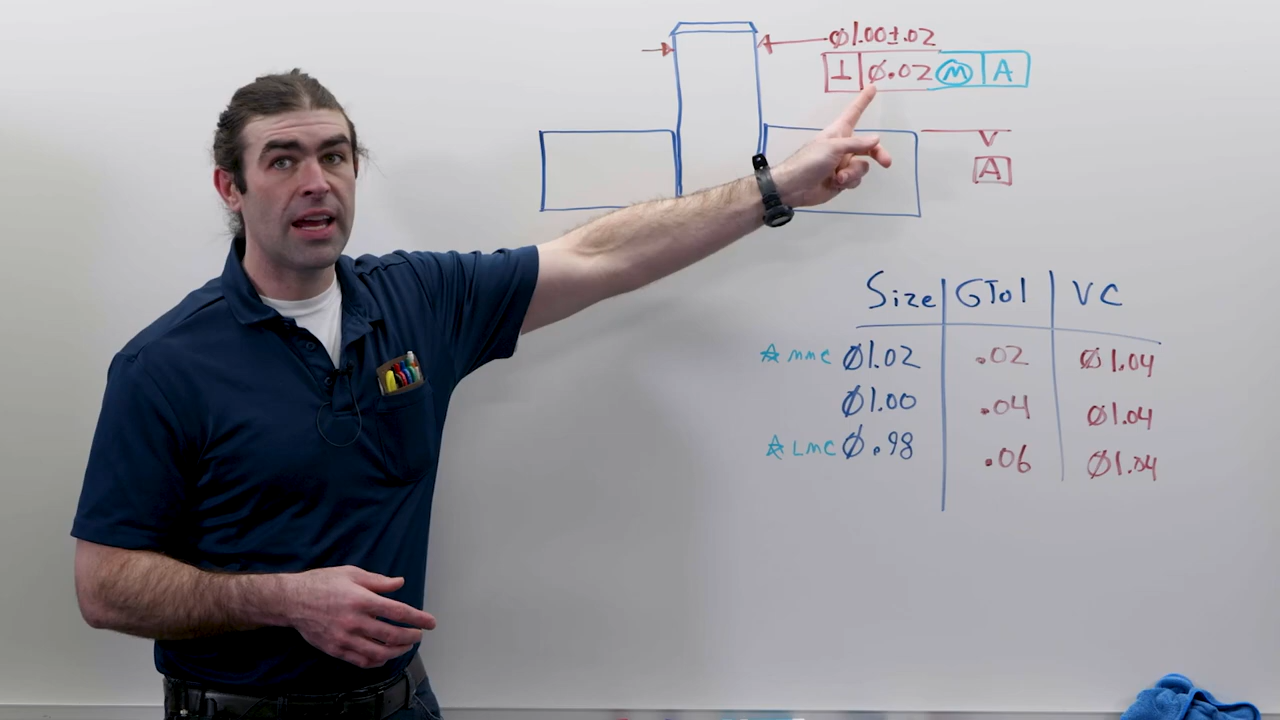 Ø1.00±.02
⊥ Ø.02 Ⓜ A
A
Size GTol VC
☆ MMC Ø1.02 .02 Ø1.04
Ø1.00 .04 Ø1.04
☆ LMC Ø.98 .06 Ø1.04